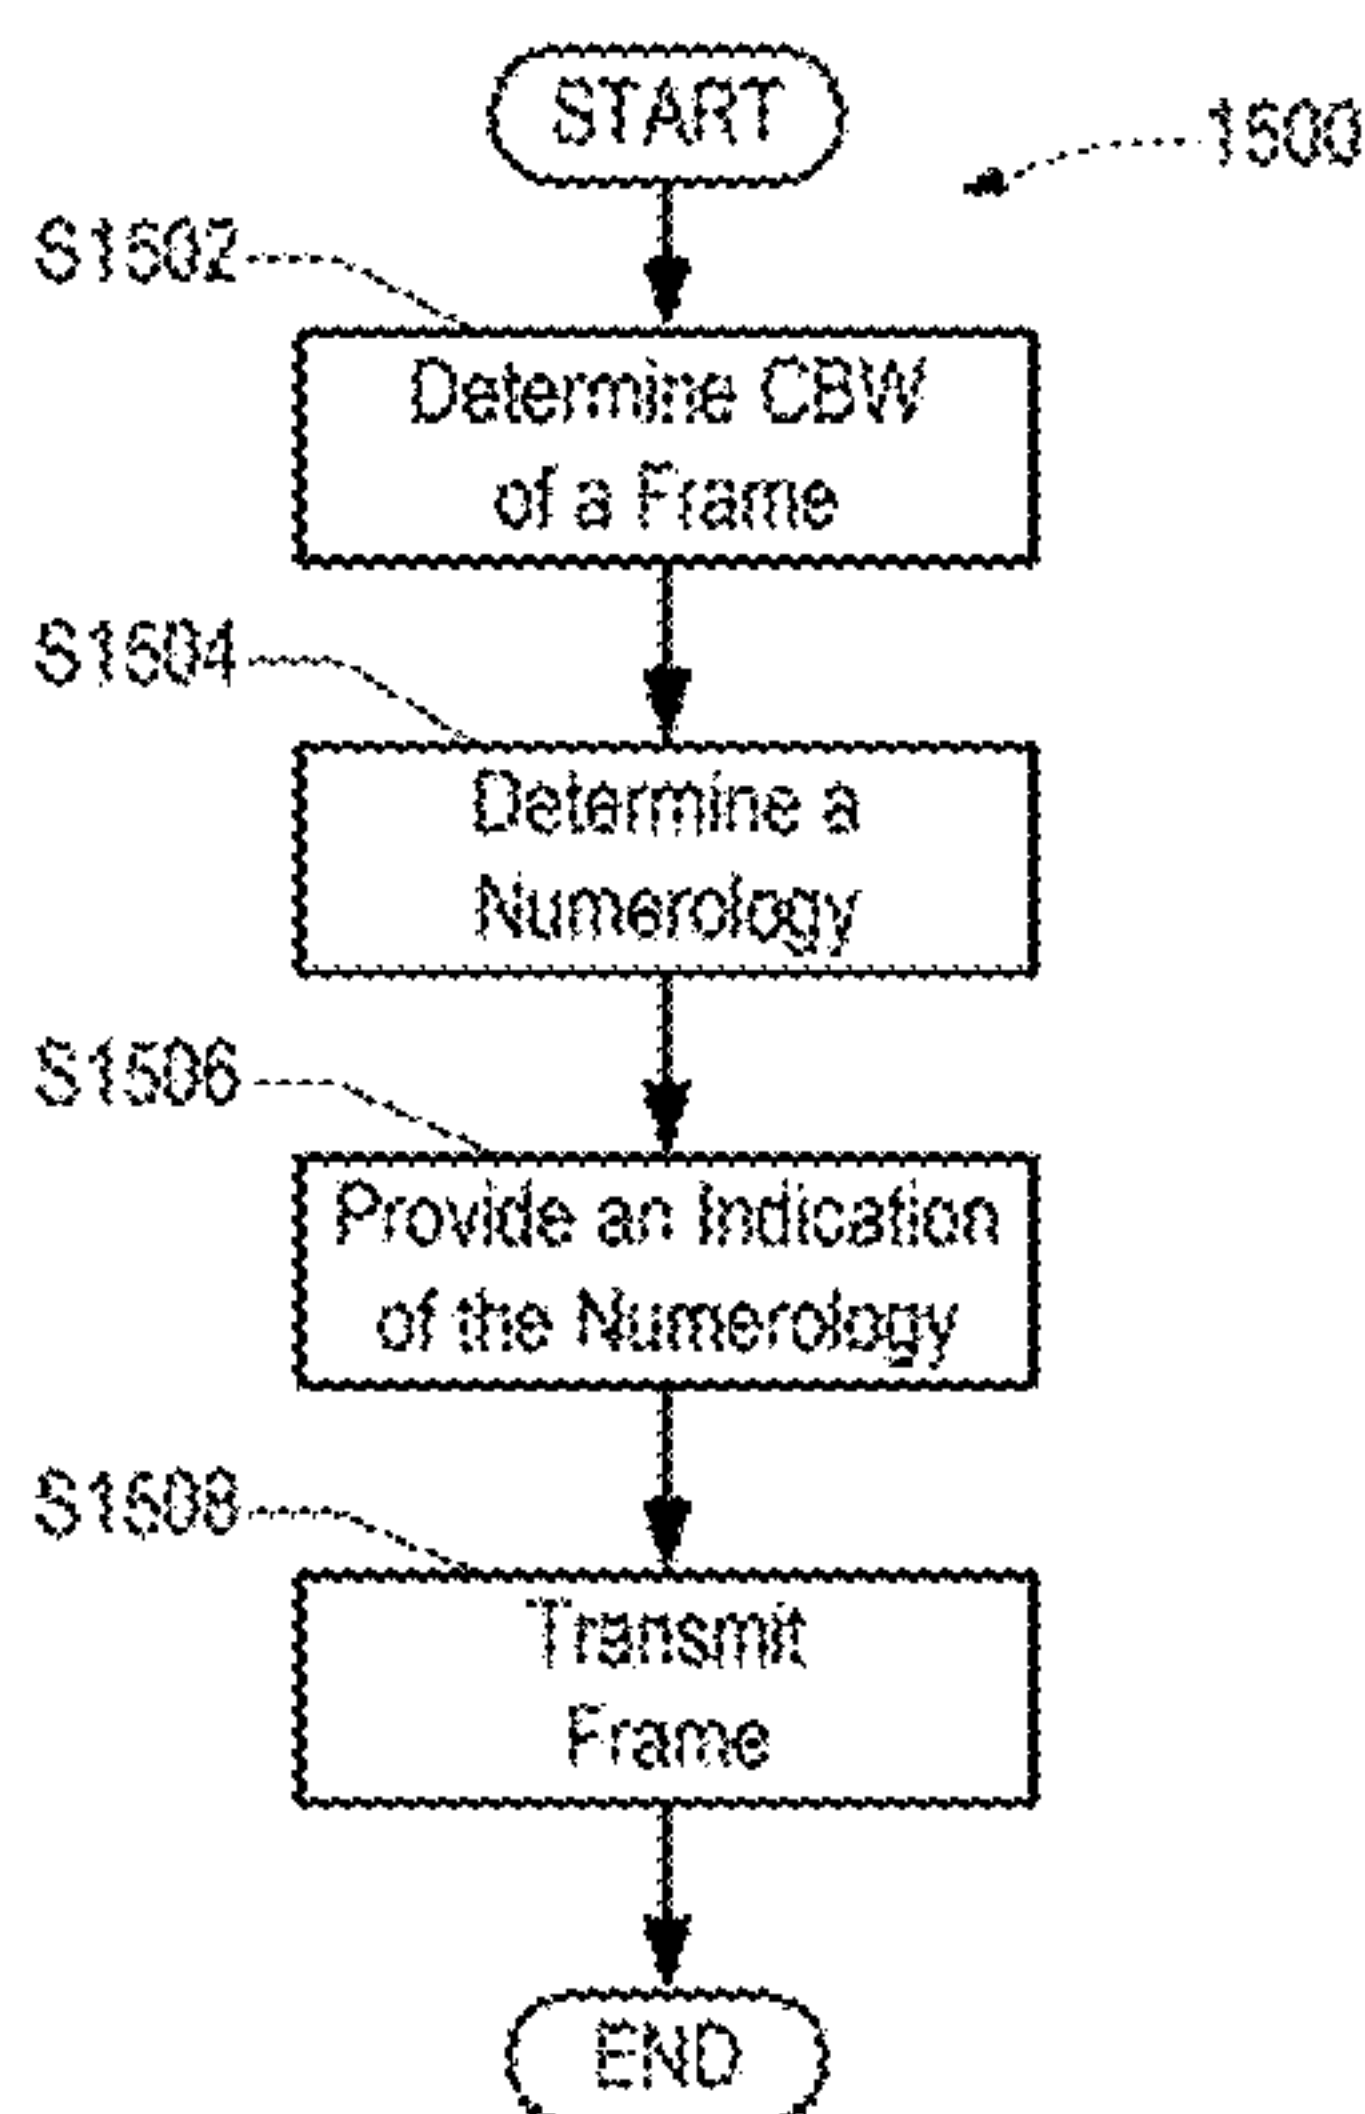 START
1500
S1502
Determine CBW
of a Frame
S1504
Determine a
Numerology
S1506
Provide an Indication
of the Numerology
S1508
Transmit
Frame
END